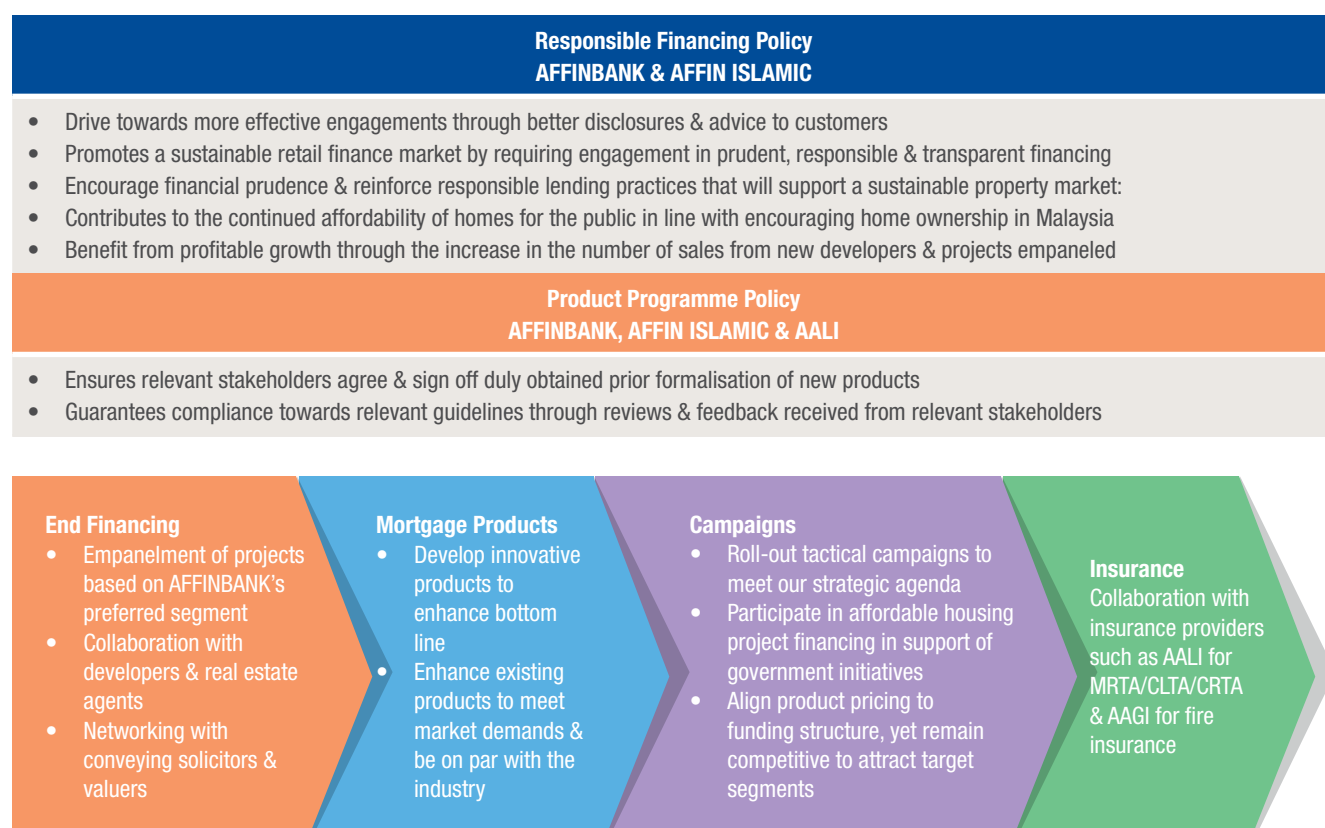 Responsible Financing Policy
AFFINBANK & AFFIN ISLAMIC
• Drive towards more effective engagements through better disclosures & advice to customers
• Promotes a sustainable retail finance market by requiring engagement in prudent, responsible & transparent financing
• Encourage financial prudence & reinforce responsible lending practices that will support a sustainable property market:
• Contributes to the continued affordability of homes for the public in line with encouraging home ownership in Malaysia
• Benefit from profitable growth through the increase in the number of sales from new developers & projects empaneled
Product Programme Policy
AFFINBANK, AFFIN ISLAMIC & AALI
• Ensures relevant stakeholders agree & sign off duly obtained prior formalisation of new products
• Guarantees compliance towards relevant guidelines through reviews & feedback received from relevant stakeholders
End Financing
• Empanelment of projects
based on AFFINBANK's
preferred segment
• Collaboration with
developers & real estate
agents
• Networking with
conveying solicitors &
valuers
Mortgage Products
• Develop innovative
products to
enhance bottom
line
• Enhance existing
products to meet
market demands &
be on par with the
industry
Campaigns
• Roll-out tactical campaigns to
meet our strategic agenda
• Participate in affordable housing
project financing in support of
government initiatives
• Align product pricing to
funding structure, yet remain
competitive to attract target
segments
Insurance
Collaboration with
insurance providers
such as AALI for
MRTA/CLTA/CRTA
& AAGI for fire
insurance